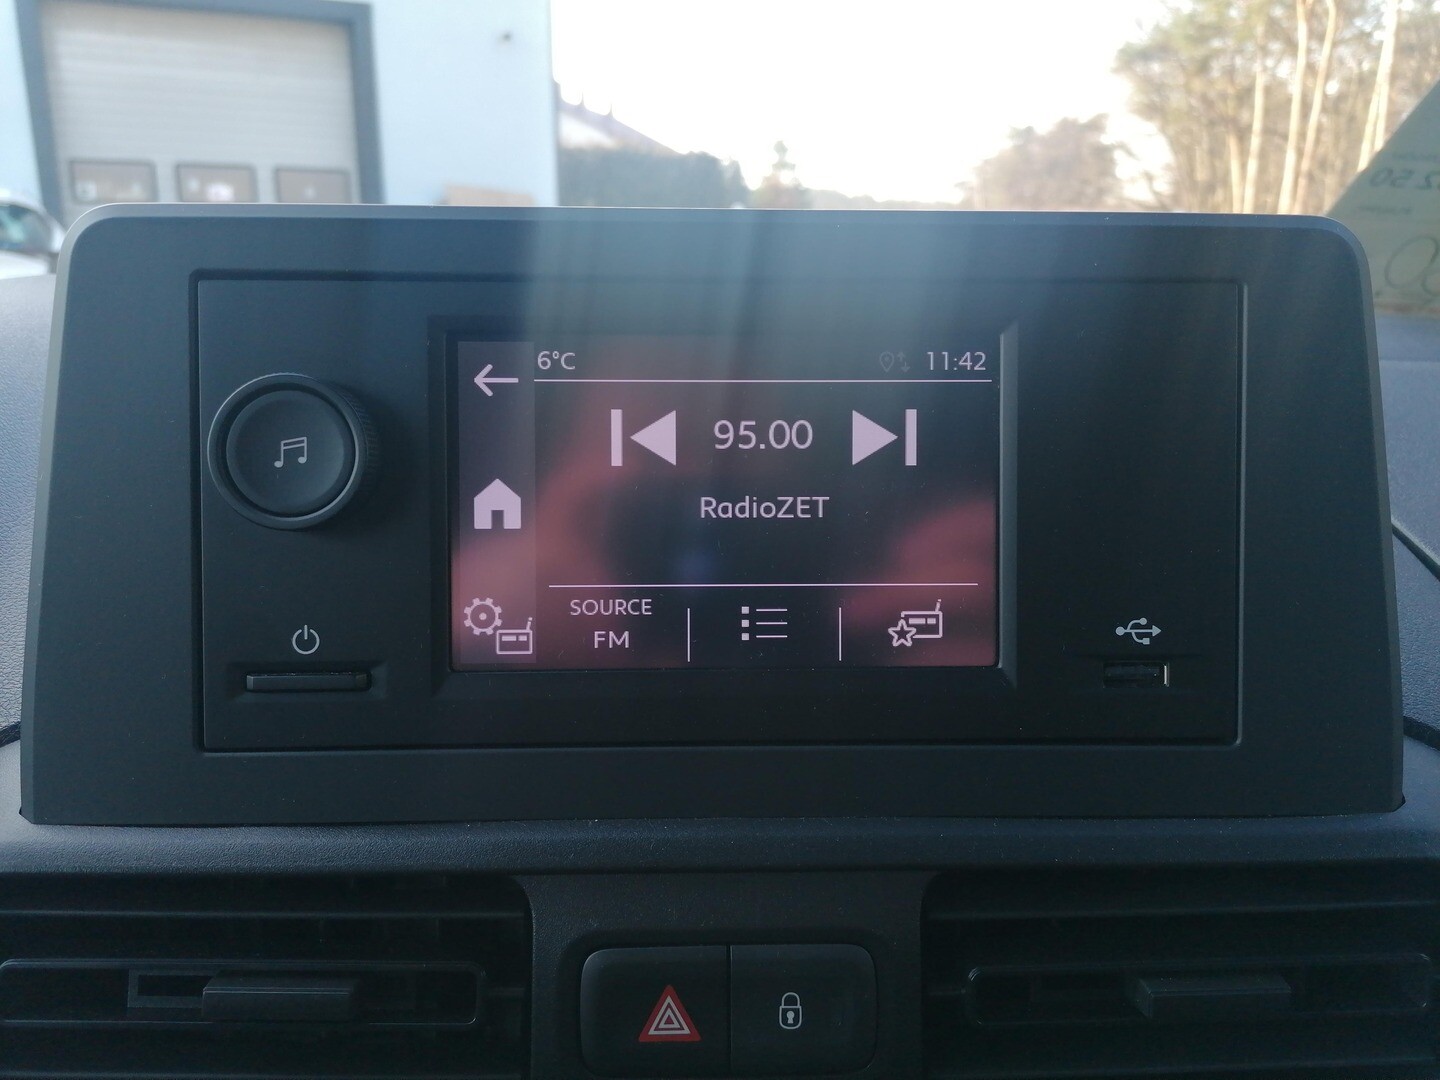 6°C 11:42
95.00
RadioZET
SOURCE
FM